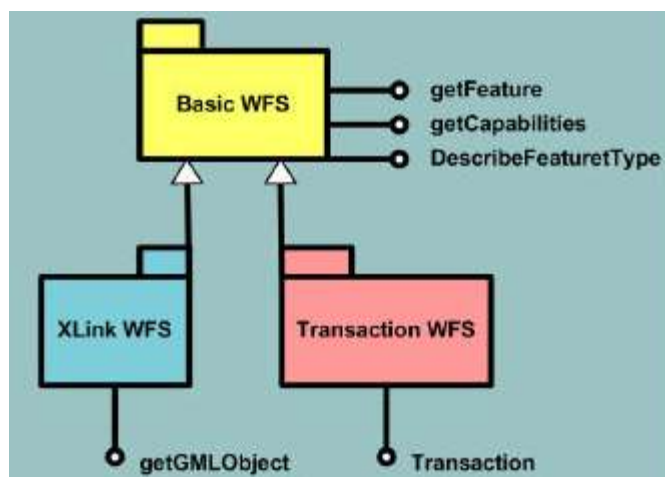 Basic WFS
getFeature
getCapabilities
DescribeFeaturetType
XLink WFS
Transaction WFS
getGMLObject
Transaction